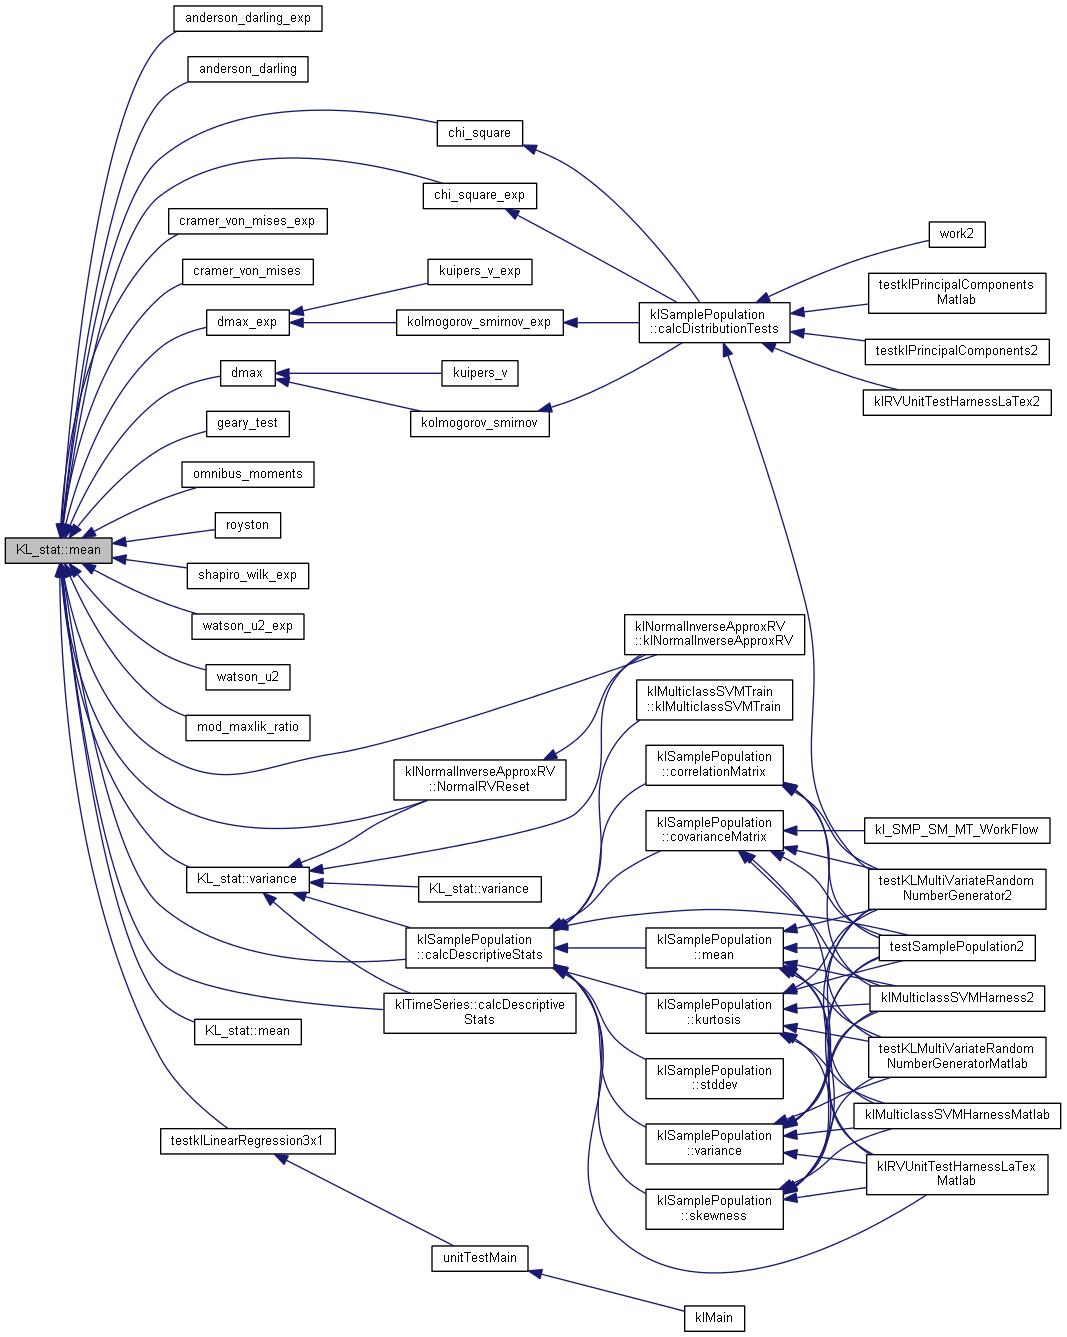 anderson_darling_exp
anderson_darling
chi_square
chi_square_exp
cramer_von_mises_exp
work2
cramer_von_mises
kuipers_v_exp
testklPrincipalComponents
Matlab
dmax_exp
kolmogorov_smirnov_exp
klSamplePopulation
::calcDistributionTests
testklPrincipalComponents2
dmax
kuipers_v
klRVUnitTestHarnessLaTex2
geary_test
kolmogorov_smirnov
omnibus_moments
royston
KL_stat::mean
shapiro_wilk_exp
watson_u2_exp
klNormalInverseApproxRV
::klNormalInverseApproxRV
watson_u2
klMulticlassSVMTrain
::klMulticlassSVMTrain
mod_maxlik_ratio
klNormalInverseApproxRV
::NormalRVReset
klSamplePopulation
::correlationMatrix
klSamplePopulation
::covarianceMatrix
kl_SMP_SM_MT_WorkFlow
KL_stat::variance
KL_stat::variance
testKLMultiVariateRandom
NumberGenerator2
klSamplePopulation
::calcDescriptiveStats
klSamplePopulation
::mean
testSamplePopulation2
klTimeSeries::calcDescriptive
Stats
klSamplePopulation
::kurtosis
klMulticlassSVMHarness2
KL_stat::mean
testKLMultiVariateRandom
NumberGeneratorMatlab
klSamplePopulation
::stddev
klMulticlassSVMHarnessMatlab
testklLinearRegression3x1
klSamplePopulation
::variance
klRVUnitTestHarnessLaTex
Matlab
klSamplePopulation
::skewness
unitTestMain
klMain